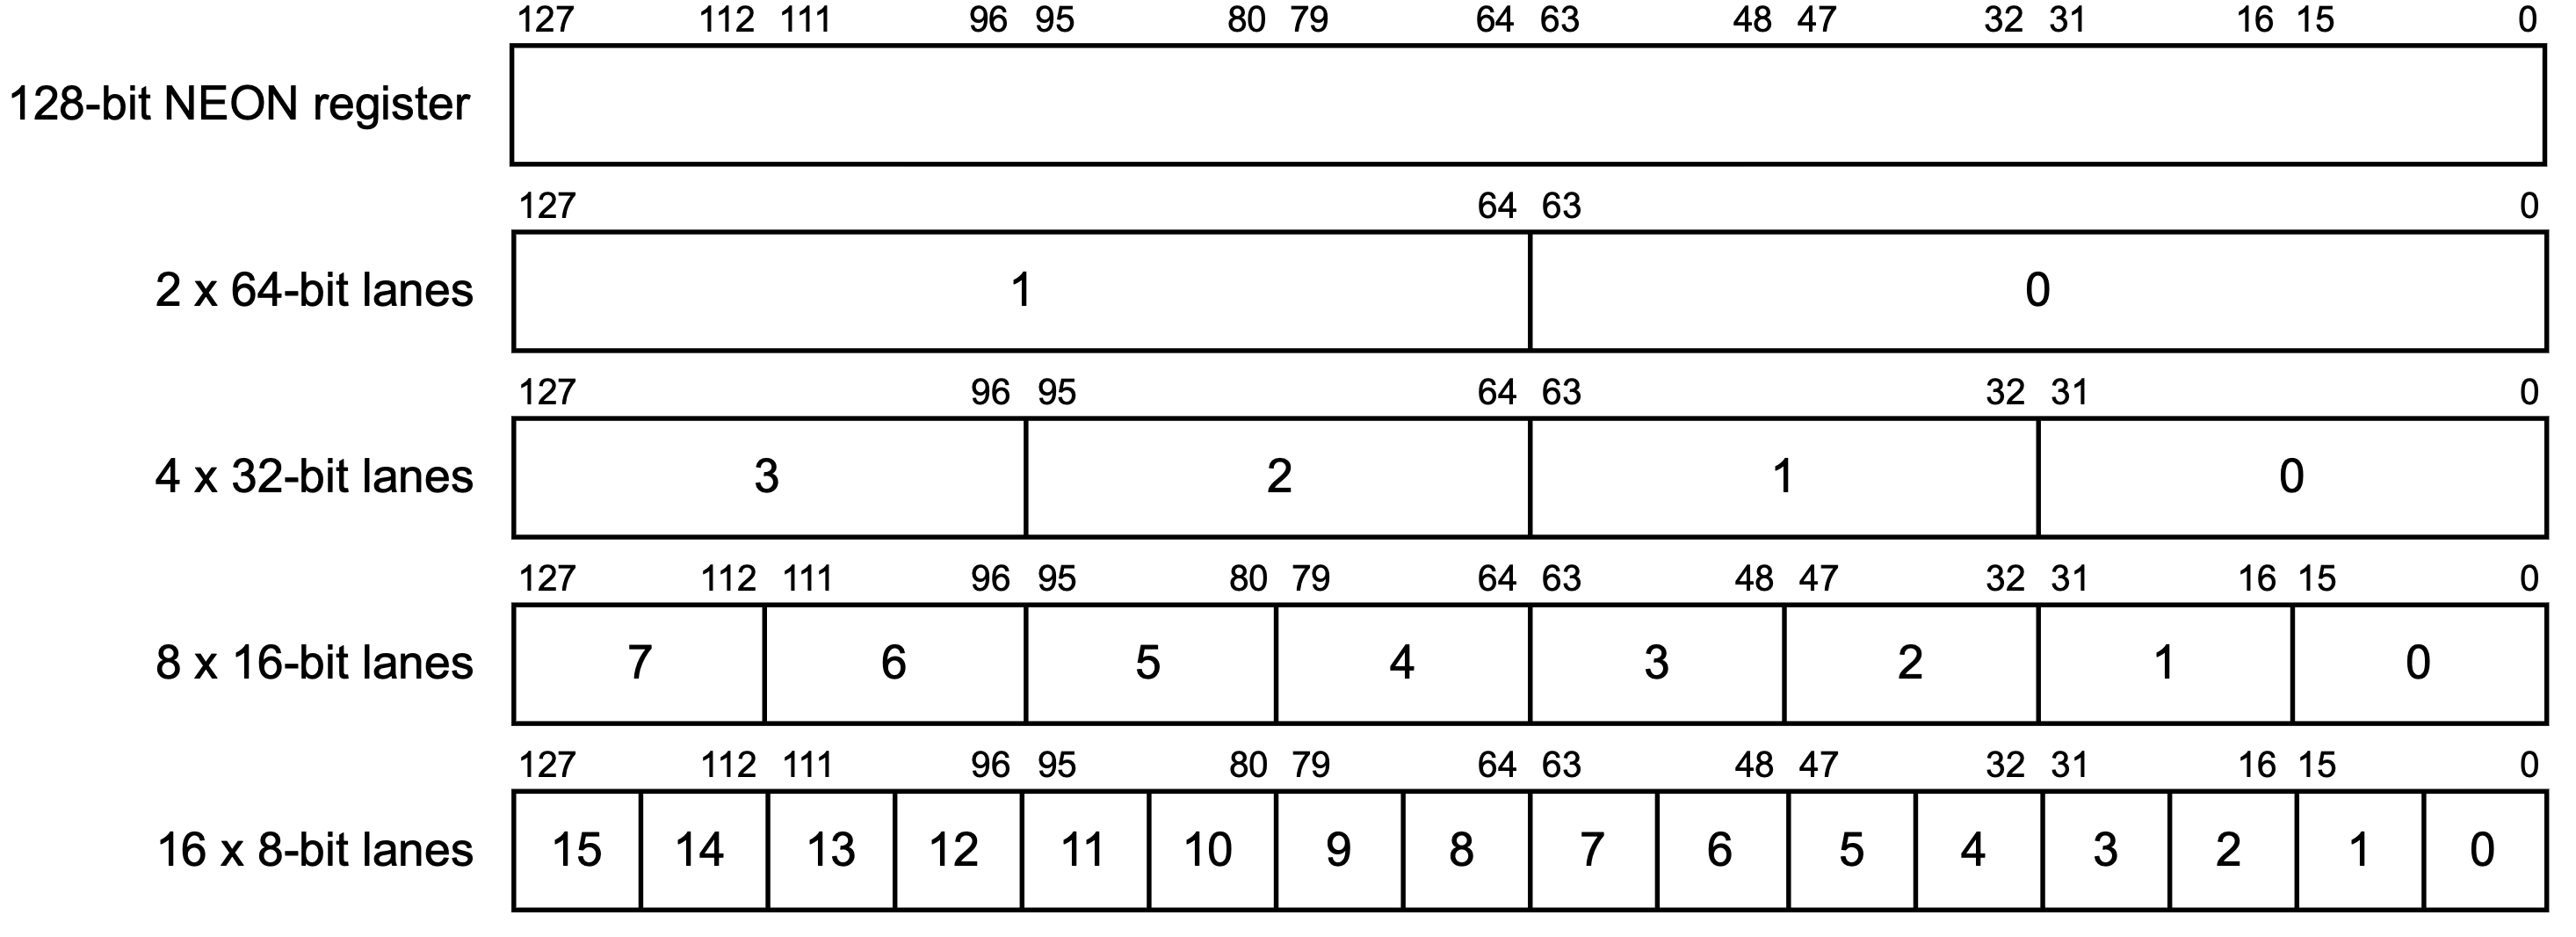 127 112 111 96 95 80 79 64 63 48 47 32 31 16 15 0
128-bit NEON register
127 64 63 0
2 x 64-bit lanes 1 0
127 96 95 64 63 32 31 0
4 x 32-bit lanes 3 2 1 0
127 112 111 96 95 80 79 64 63 48 47 32 31 16 15 0
8 x 16-bit lanes 7 6 5 4 3 2 1 0
127 112 111 96 95 80 79 64 63 48 47 32 31 16 15 0
16 x 8-bit lanes 15 14 13 12 11 10 9 8 7 6 5 4 3 2 1 0